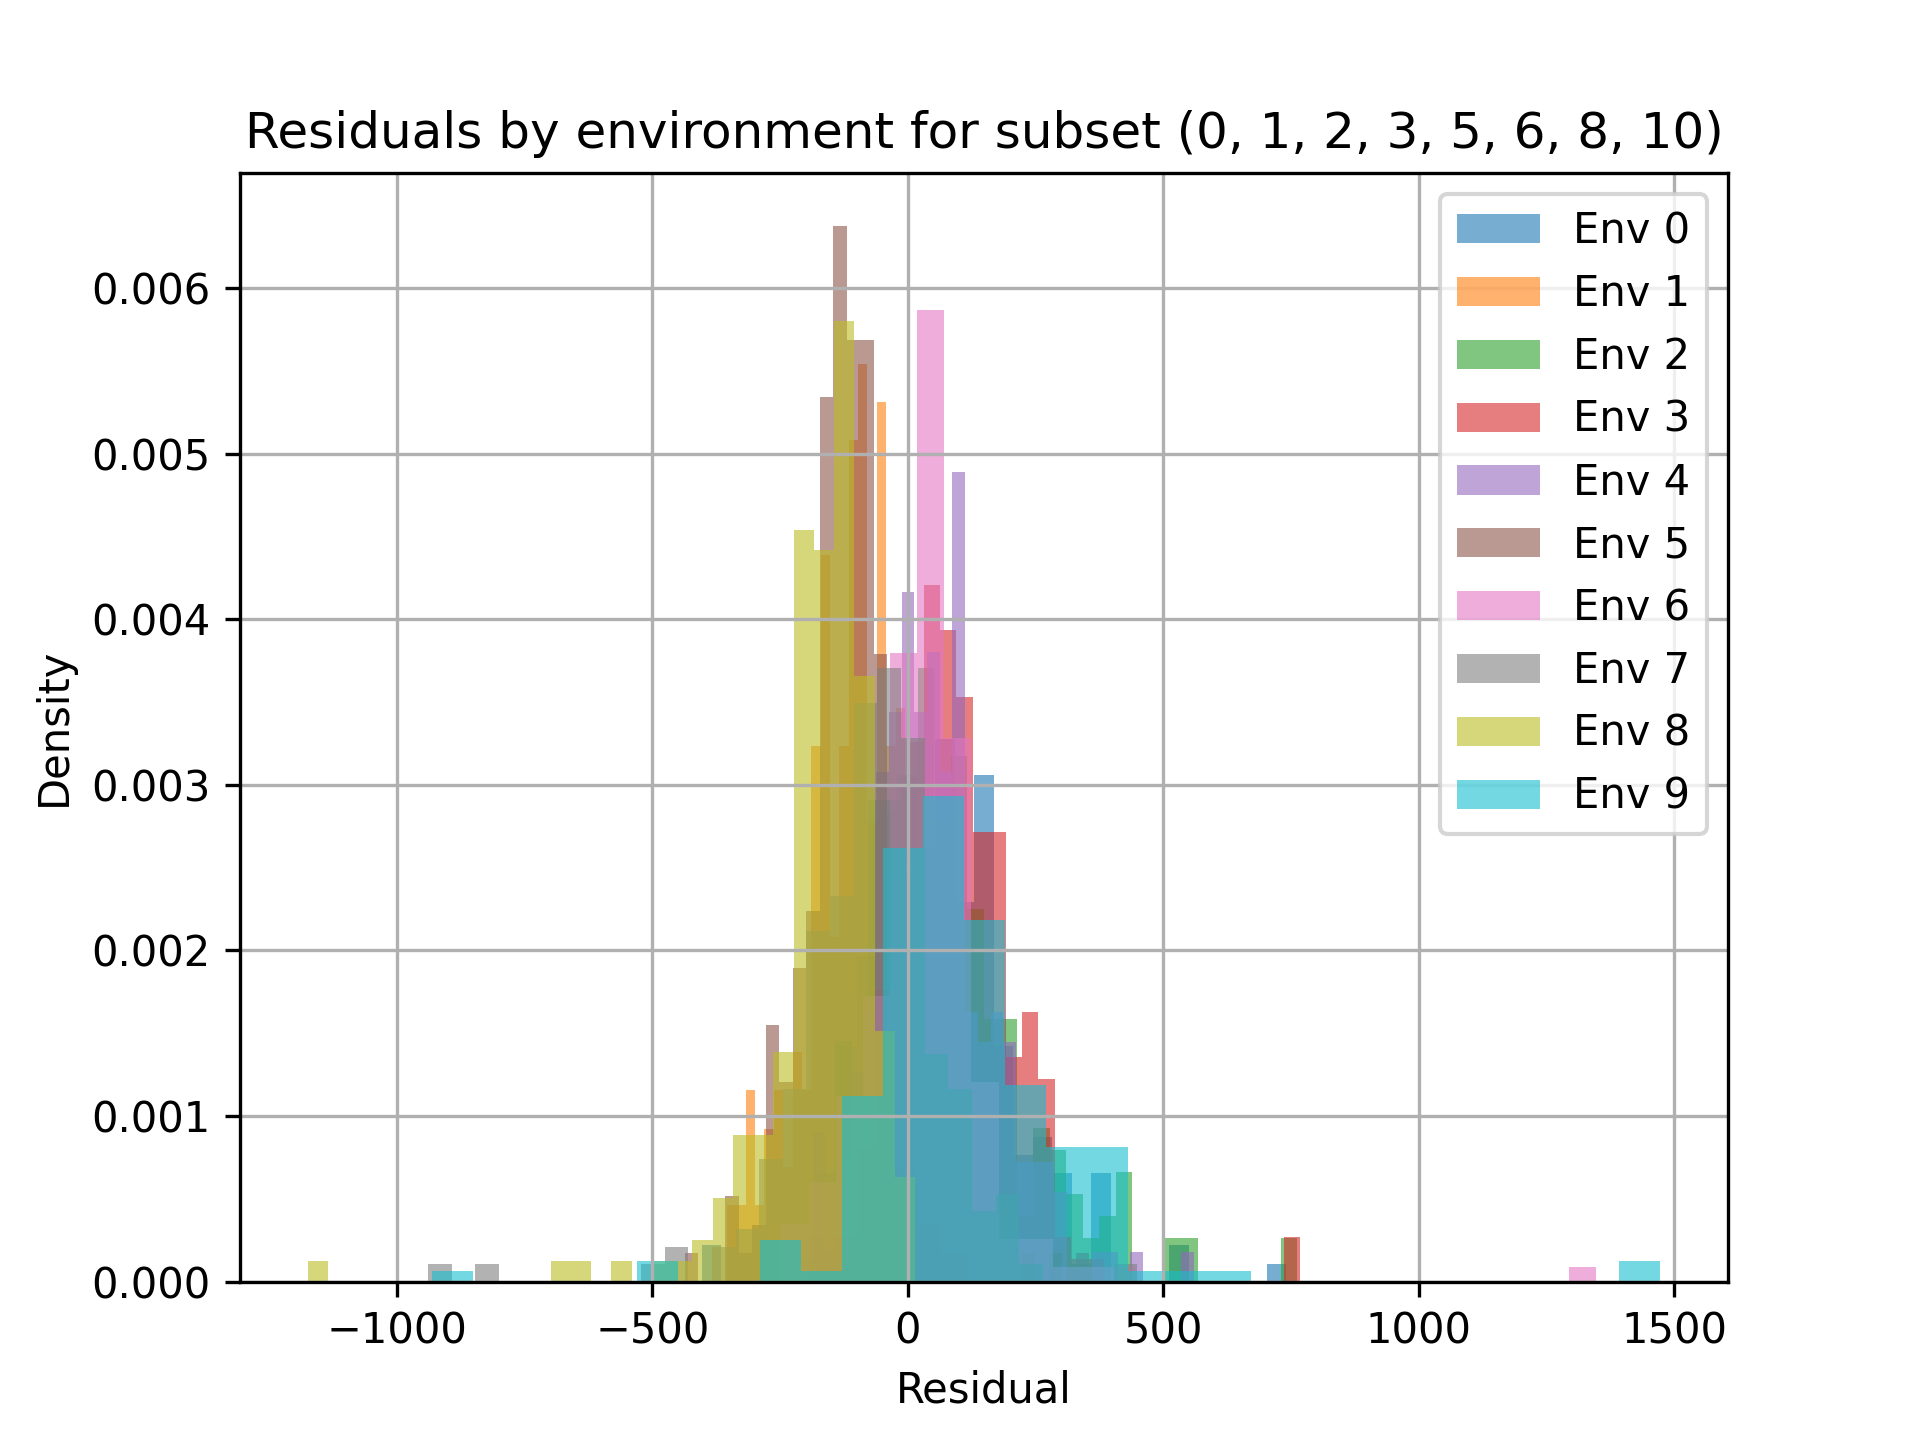 Residuals by environment for subset (0, 1, 2, 3, 5, 6, 8, 10)
Env 0
Env 1
Env 2
Env 3
Env 4
Env 5
Env 6
Env 7
Env 8
Env 9
Density
0.006
0.005
0.004
0.003
0.002
0.001
0.000
−1000
−500
0
500
1000
1500
Residual